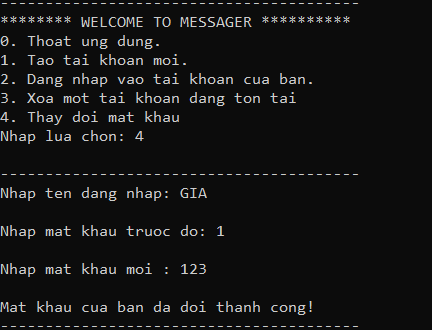 ----------------------------------------
******** WELCOME TO MESSAGER **********
0. Thoat ung dung.
1. Tao tai khoan moi.
2. Dang nhap vao tai khoan cua ban.
3. Xoa mot tai khoan dang ton tai
4. Thay doi mat khau
Nhap lua chon: 4
----------------------------------------
Nhap ten dang nhap: GIA
Nhap mat khau truoc do: 1
Nhap mat khau moi : 123
Mat khau cua ban da doi thanh cong!
----------------------------------------